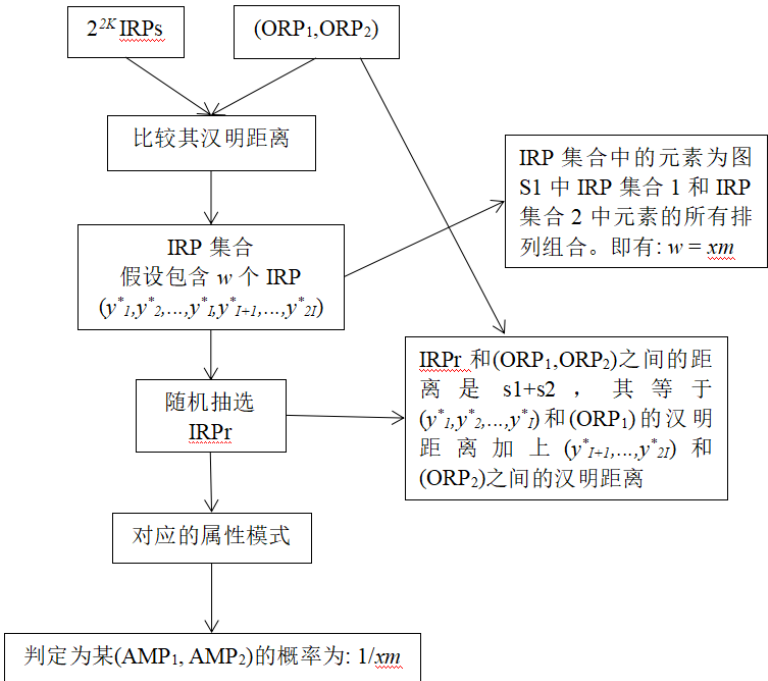 2²ᴷ IRPs
(ORP₁,ORP₂)
比较其汉明距离
IRP 集合中的元素为图
S1 中 IRP 集合 1 和 IRP
集合 2 中元素的所有排
列组合。即有: w = xm
IRP 集合
假设包含 w 个 IRP
(y*₁,y*₂,...,y*I,y*I+1,...,y*2I)
IRPr 和(ORP₁,ORP₂)之间的距
离是 s1+s2，其等于
(y*₁,y*₂,...,y*I)和(ORP₁)的汉明
距离加上(y*I+1,...,y*2I)和
(ORP₂)之间的汉明距离
随机抽选
IRPr
对应的属性模式
判定为某(AMP₁, AMP₂)的概率为: 1/xm